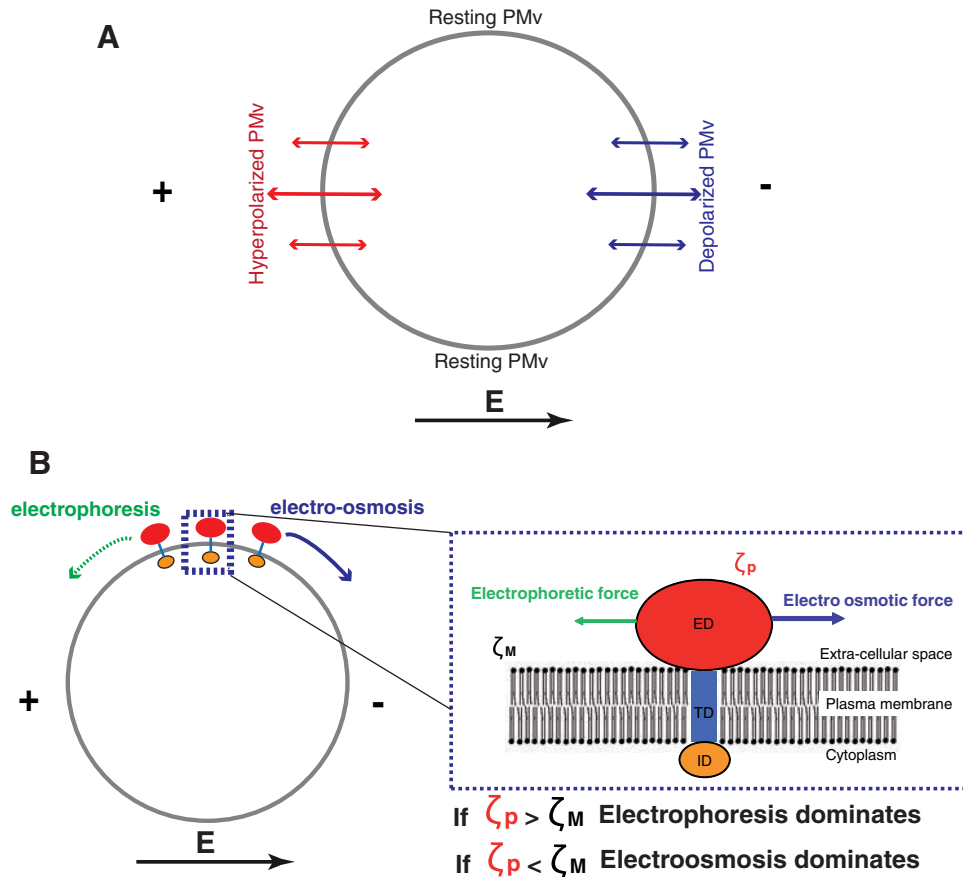 A
Resting PMv
Hyperpolarized PMv
Depolarized PMv
+
-
Resting PMv
E
B
electrophoresis
electro-osmosis
ζp
Electrophoretic force
Electro osmotic force
ED
ζM
Extra-cellular space
+
-
TD
Plasma membrane
Cytoplasm
ID
If ζp > ζM Electrophoresis dominates
E
If ζp < ζM Electroosmosis dominates